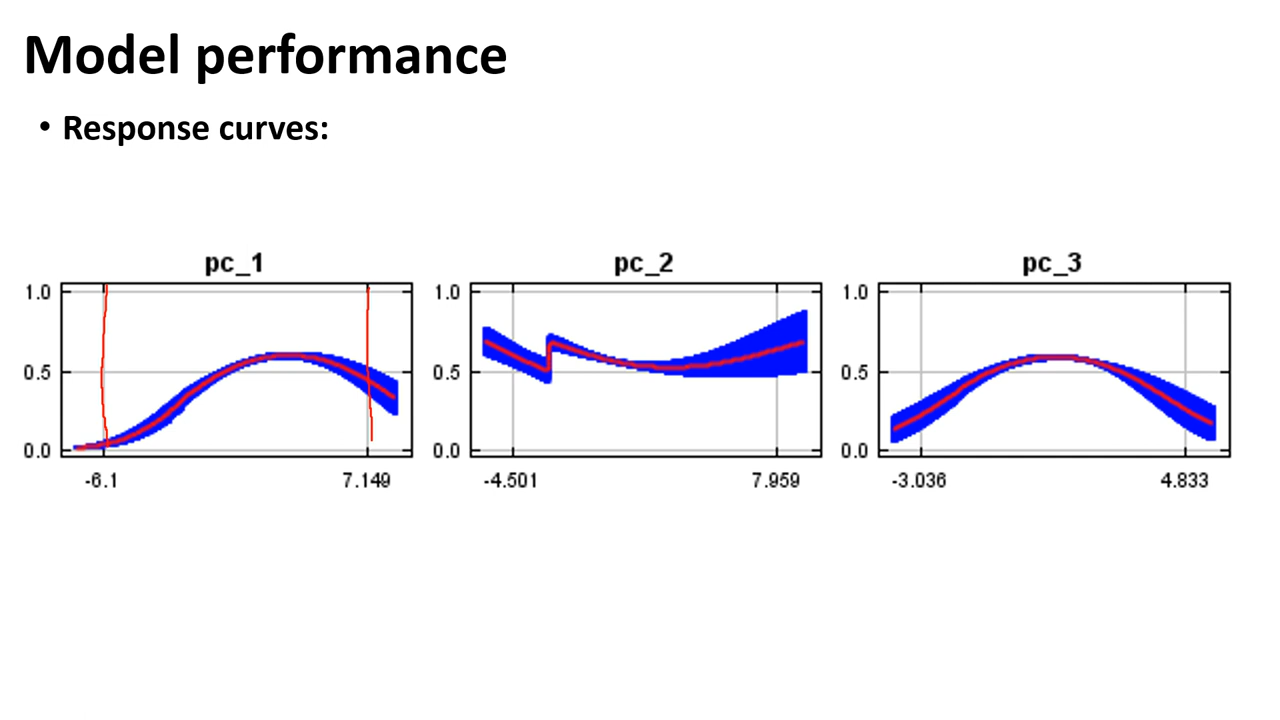 Model performance
• Response curves:
pc_1
1.0
0.5
0.0
-6.1 7.149
pc_2
1.0
0.5
0.0
-4.501 7.959
pc_3
1.0
0.5
0.0
-3.036 4.833